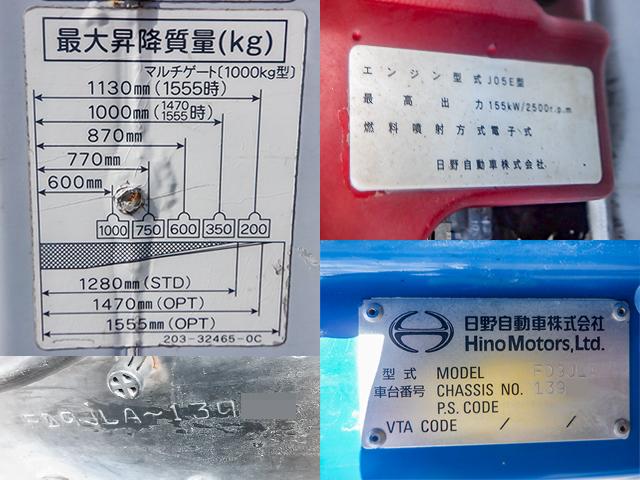 最大昇降質量(kg)
マルチゲート〔1000kg型〕
1130mm (1555時)
1000mm (1470/1555時)
870mm
770mm
600mm
1000 750 600 350 200
1280mm (STD)
1470mm (OPT)
1555mm (OPT)
203-32465-0C
エンジン型式 J05E型
最高出力 155kW/2500r.p.m
燃料噴射方式 電子式
日野自動車株式会社
FD9JLA~139
日野自動車株式会社
Hino Motors, Ltd.
型式 MODEL FD9JLA
車台番号 CHASSIS NO. 139
P.S. CODE
VTA CODE / /